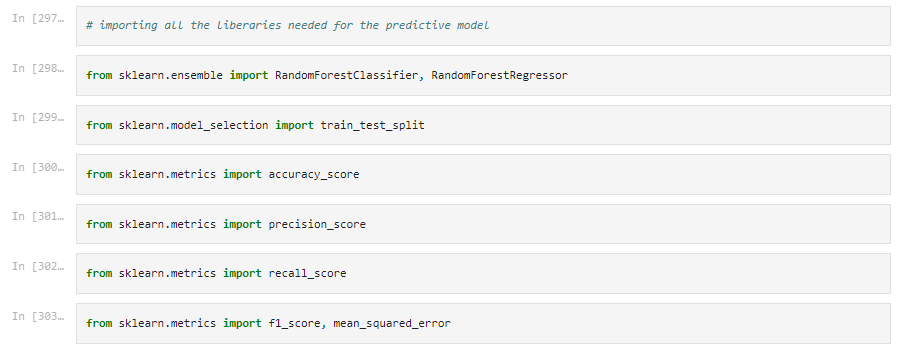 In [297…
# importing all the liberaries needed for the predictive model
In [298…
from sklearn.ensemble import RandomForestClassifier, RandomForestRegressor
In [299…
from sklearn.model_selection import train_test_split
In [300…
from sklearn.metrics import accuracy_score
In [301…
from sklearn.metrics import precision_score
In [302…
from sklearn.metrics import recall_score
In [303…
from sklearn.metrics import f1_score, mean_squared_error